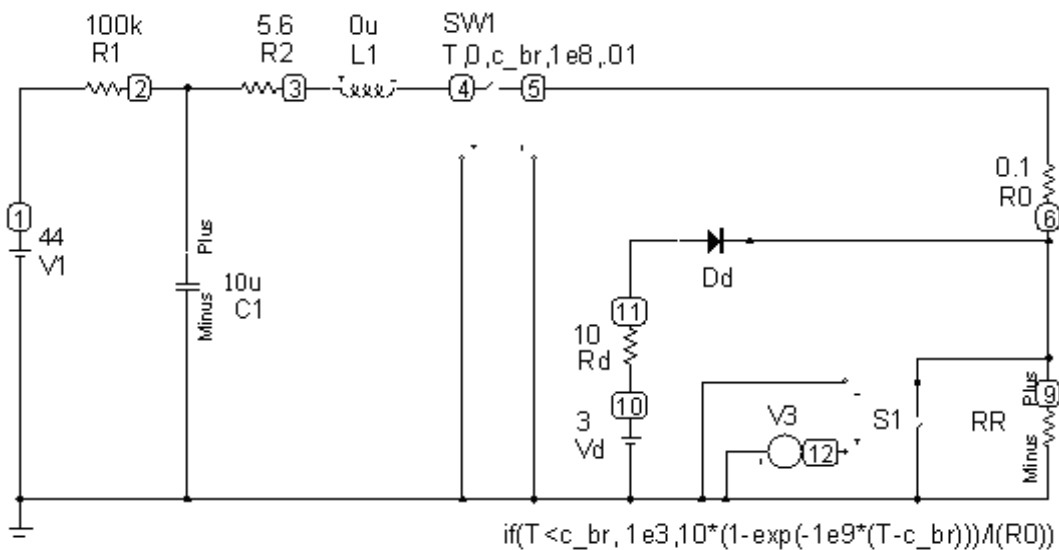 100k
R1
5.6
R2
0u
L1
SW1
T,0,c_br,1e8,.01
2
3
4
5
0.1
R0
6
1
44
V1
Plus
Minus
10u
C1
Dd
11
10
Rd
10
3
Vd
V3
12
S1
RR
Plus
9
Minus
if(T<c_br,1e3,10*(1-exp(-1e9*(T-c_br)))/I(R0))